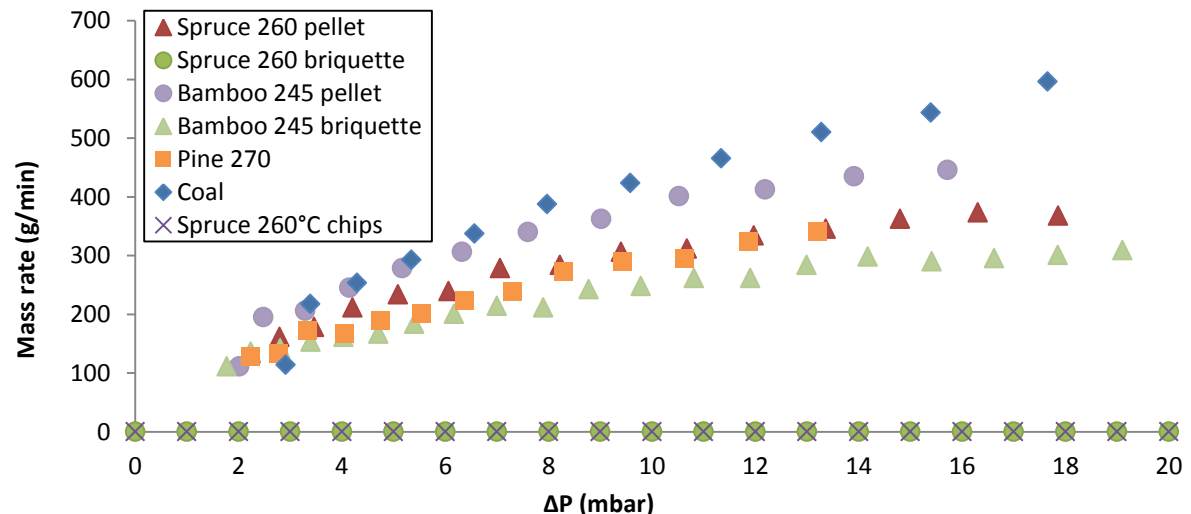 700
600
500
400
300
200
100
0
Mass rate (g/min)
Spruce 260 pellet
Spruce 260 briquette
Bamboo 245 pellet
Bamboo 245 briquette
Pine 270
Coal
Spruce 260°C chips
0 2 4 6 8 10 12 14 16 18 20
ΔP (mbar)